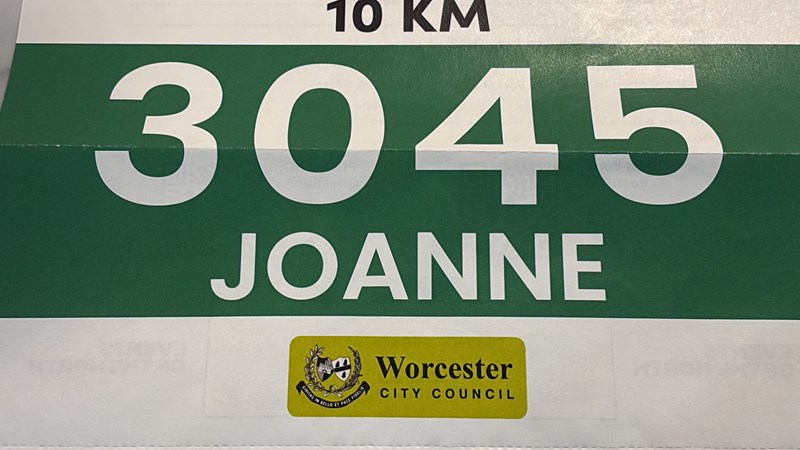 10 KM
3045
JOANNE
Worcester
CITY COUNCIL